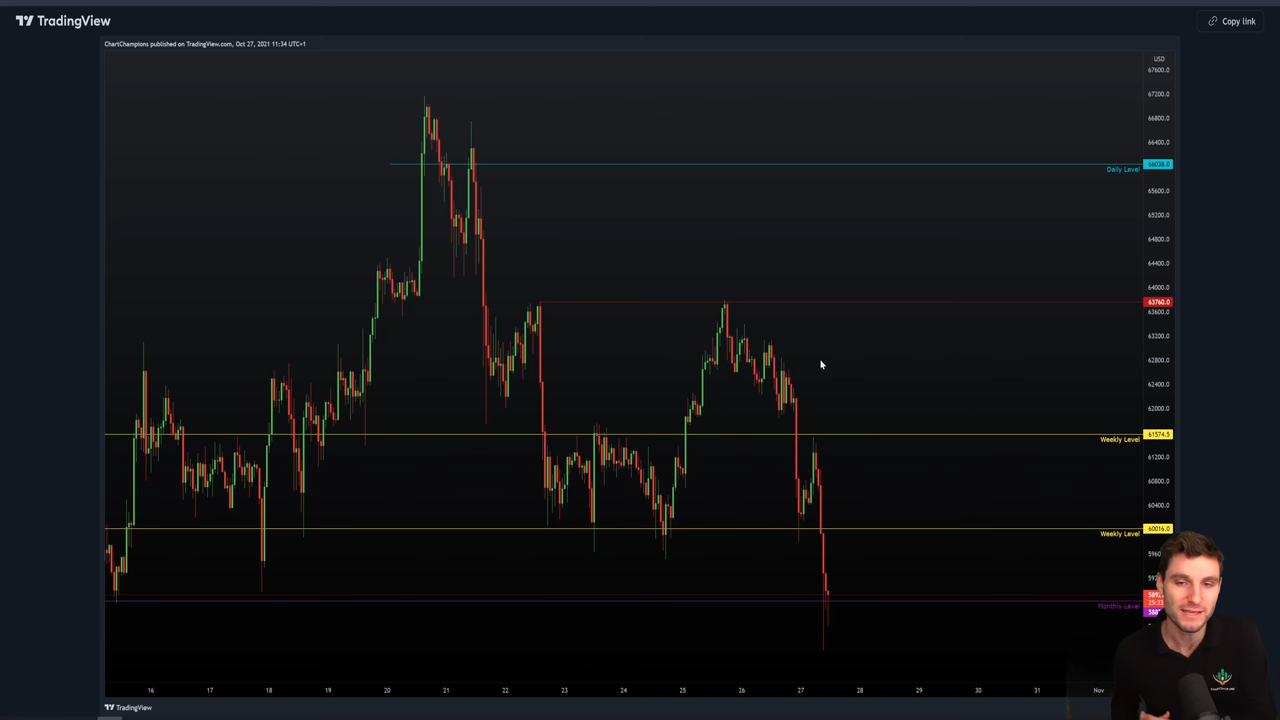 TradingView
Copy link
ChartChampions published on TradingView.com, Oct 27, 2021 11:34 UTC+1
USD
67600.0
67200.0
66800.0
66400.0
66038.0
Daily Level
65600.0
65200.0
64800.0
64400.0
64000.0
63760.0
63600.0
63200.0
62800.0
62400.0
62000.0
61574.5
Weekly Level
61200.0
60800.0
60400.0
60016.0
Weekly Level
Monthly Level
16 17 18 19 20 21 22 23 24 25 26 27 28 29 30 31 Nov
TradingView